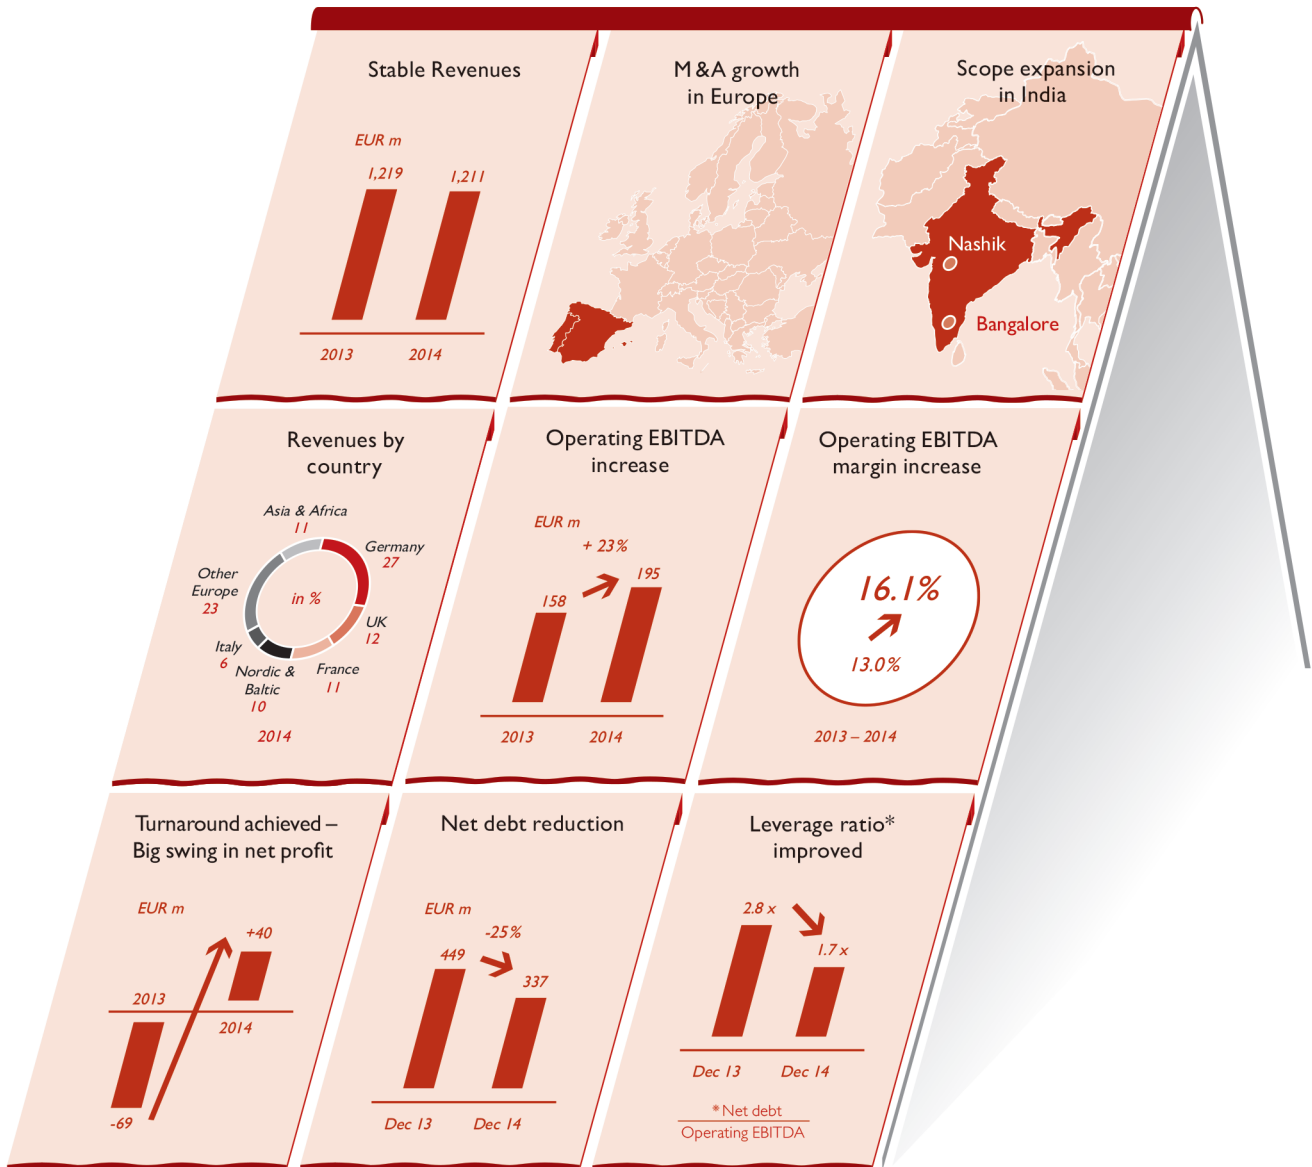 Stable Revenues
EUR m
1,219
1,211
2013
2014
M&A growth
in Europe
Scope expansion
in India
Nashik
Bangalore
Revenues by
country
Asia & Africa
11
Germany
27
Other
Europe
23
in %
UK
12
Italy
6
Nordic &
Baltic
10
France
11
2014
Operating EBITDA
increase
EUR m
+ 23%
158
195
2013
2014
Operating EBITDA
margin increase
16.1%
13.0%
2013 – 2014
Turnaround achieved –
Big swing in net profit
EUR m
+40
2013
2014
-69
Net debt reduction
EUR m
-25%
449
337
Dec 13
Dec 14
Leverage ratio*
improved
2.8 x
1.7 x
Dec 13
Dec 14
* Net debt
Operating EBITDA